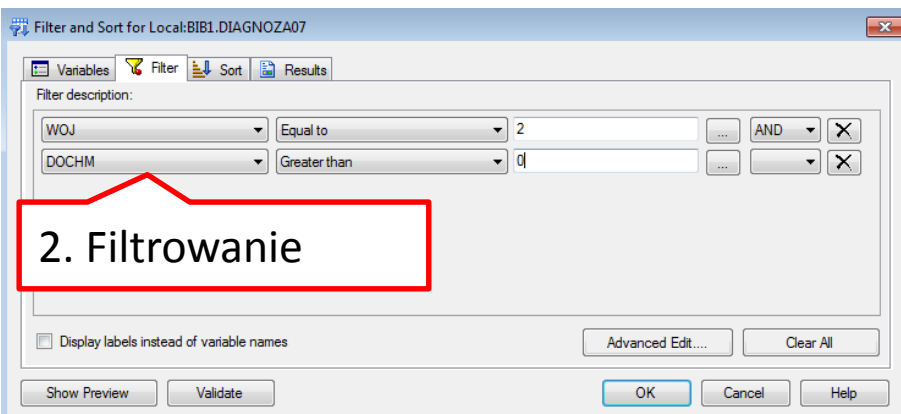 Filter and Sort for Local:BIB1.DIAGNOZA07
Variables Filter Sort Results
Filter description:
WOJ Equal to 2 ... AND
DOCHM Greater than 0 ...
2. Filtrowanie
Display labels instead of variable names Advanced Edit.... Clear All
Show Preview Validate OK Cancel Help